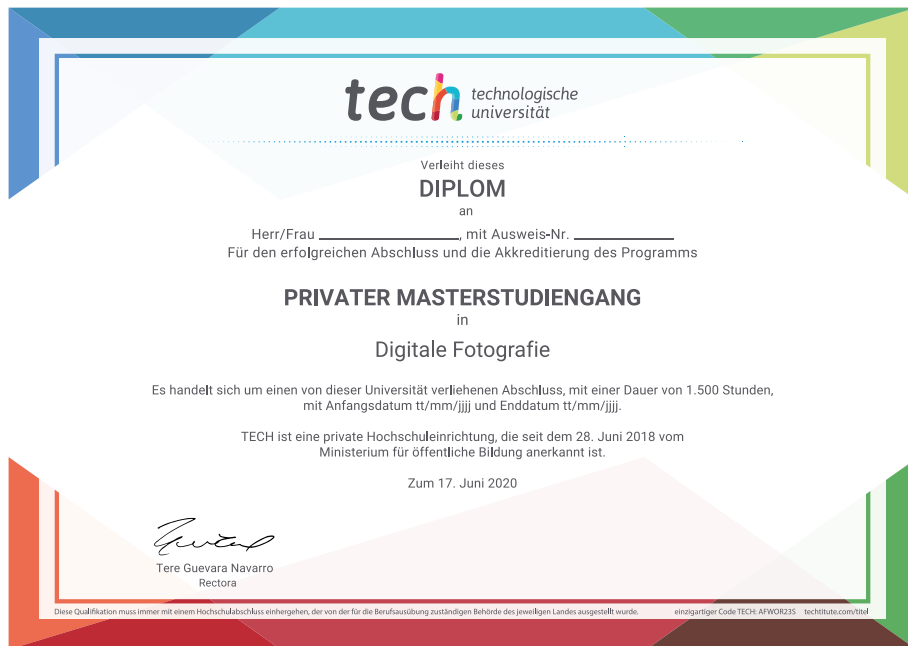 tech technologische
universität
Verleiht dieses
DIPLOM
an
Herr/Frau ____________________, mit Ausweis-Nr. __________________
Für den erfolgreichen Abschluss und die Akkreditierung des Programms
PRIVATER MASTERSTUDIENGANG
in
Digitale Fotografie
Es handelt sich um einen von dieser Universität verliehenen Abschluss, mit einer Dauer von 1.500 Stunden,
mit Anfangsdatum tt/mm/jjjj und Enddatum tt/mm/jjjj.
TECH ist eine private Hochschuleinrichtung, die seit dem 28. Juni 2018 vom
Ministerium für öffentliche Bildung anerkannt ist.
Zum 17. Juni 2020
Tere Guevara Navarro
Rectora
Diese Qualifikation muss immer mit einem Hochschulabschluss einhergehen, der von der für die Berufsausübung zuständigen Behörde des jeweiligen Landes ausgestellt wurde. einzigartiger Code TECH: AFWOR23S techtitute.com/titel